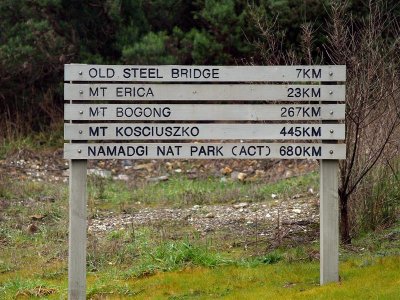 OLD STEEL BRIDGE 7KM
MT ERICA 23KM
MT BOGONG 267KM
MT KOSCIUSZKO 445KM
NAMADGI NAT PARK (ACT) 680KM